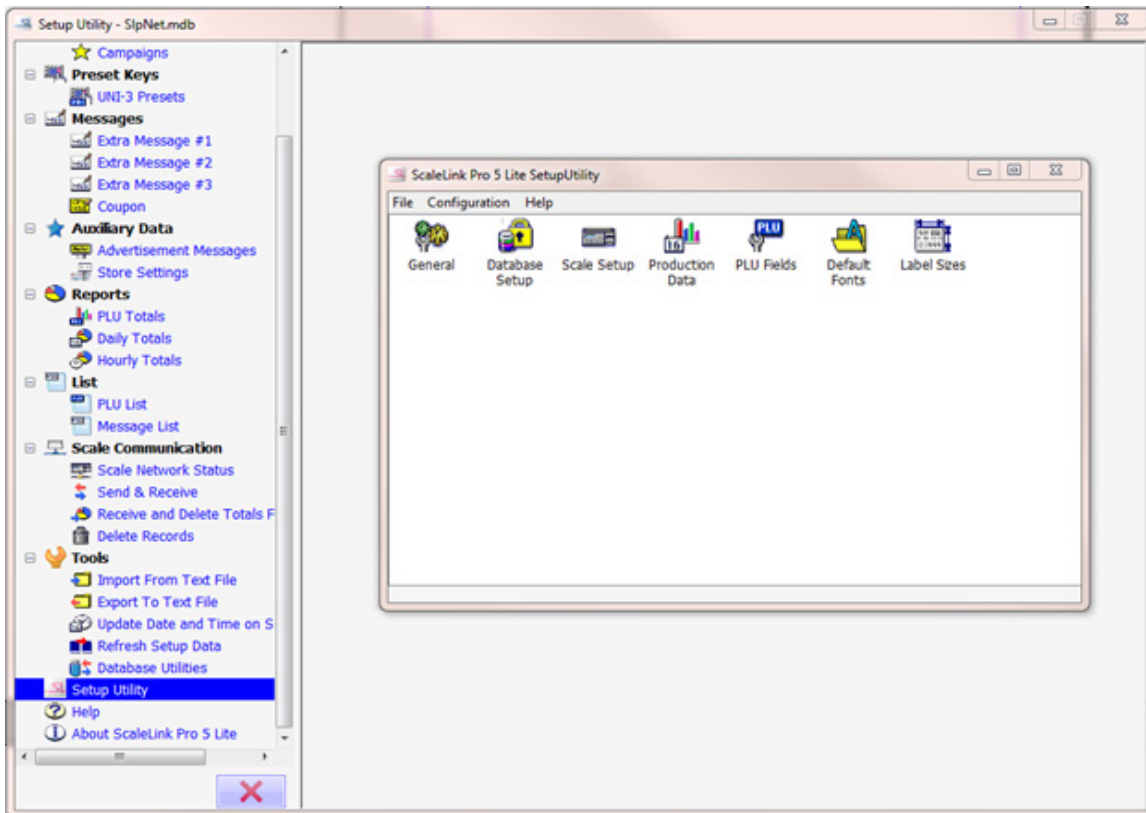 Setup Utility - SlpNet.mdb
Campaigns
Preset Keys
UNI-3 Presets
Messages
Extra Message #1
Extra Message #2
Extra Message #3
Coupon
Auxiliary Data
Advertisement Messages
Store Settings
Reports
PLU Totals
Daily Totals
Hourly Totals
List
PLU List
Message List
Scale Communication
Scale Network Status
Send & Receive
Receive and Delete Totals F
Delete Records
Tools
Import From Text File
Export To Text File
Update Date and Time on S
Refresh Setup Data
Database Utilities
Setup Utility
Help
About ScaleLink Pro 5 Lite
ScaleLink Pro 5 Lite SetupUtility
File Configuration Help
General Database Setup Scale Setup Production Data PLU Fields Default Fonts Label Sizes